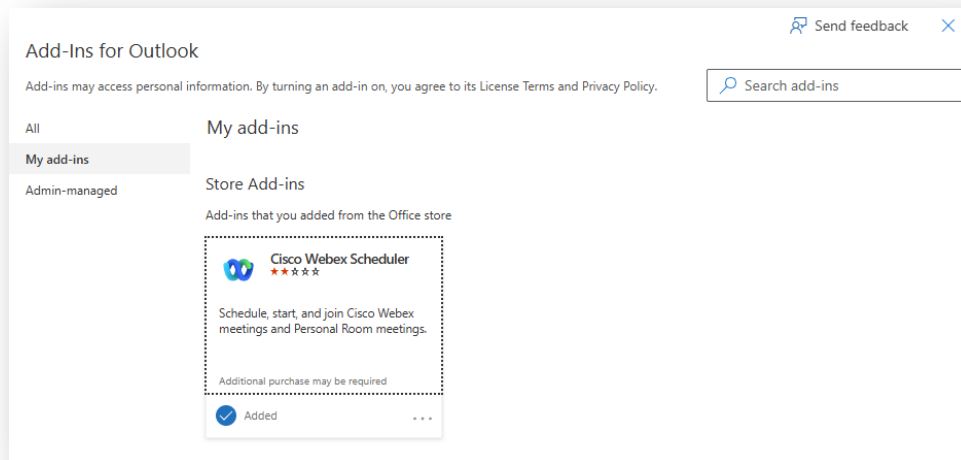 Send feedback
Add-Ins for Outlook
Add-ins may access personal information. By turning an add-in on, you agree to its License Terms and Privacy Policy.
Search add-ins
All
My add-ins
Admin-managed
My add-ins
Store Add-ins
Add-ins that you added from the Office store
Cisco Webex Scheduler
Schedule, start, and join Cisco Webex
meetings and Personal Room meetings.
Additional purchase may be required
Added